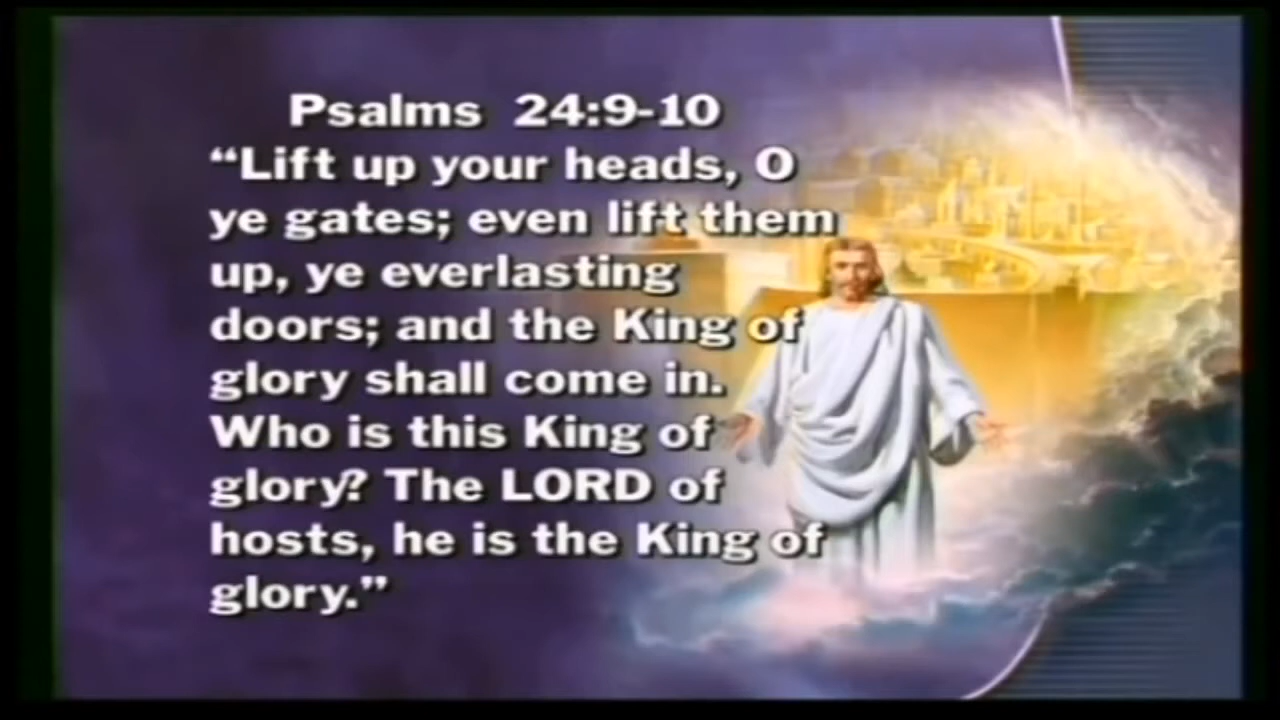 Psalms 24:9-10
“Lift up your heads, O
ye gates; even lift them
up, ye everlasting
doors; and the King of
glory shall come in.
Who is this King of
glory? The LORD of
hosts, he is the King of
glory.”